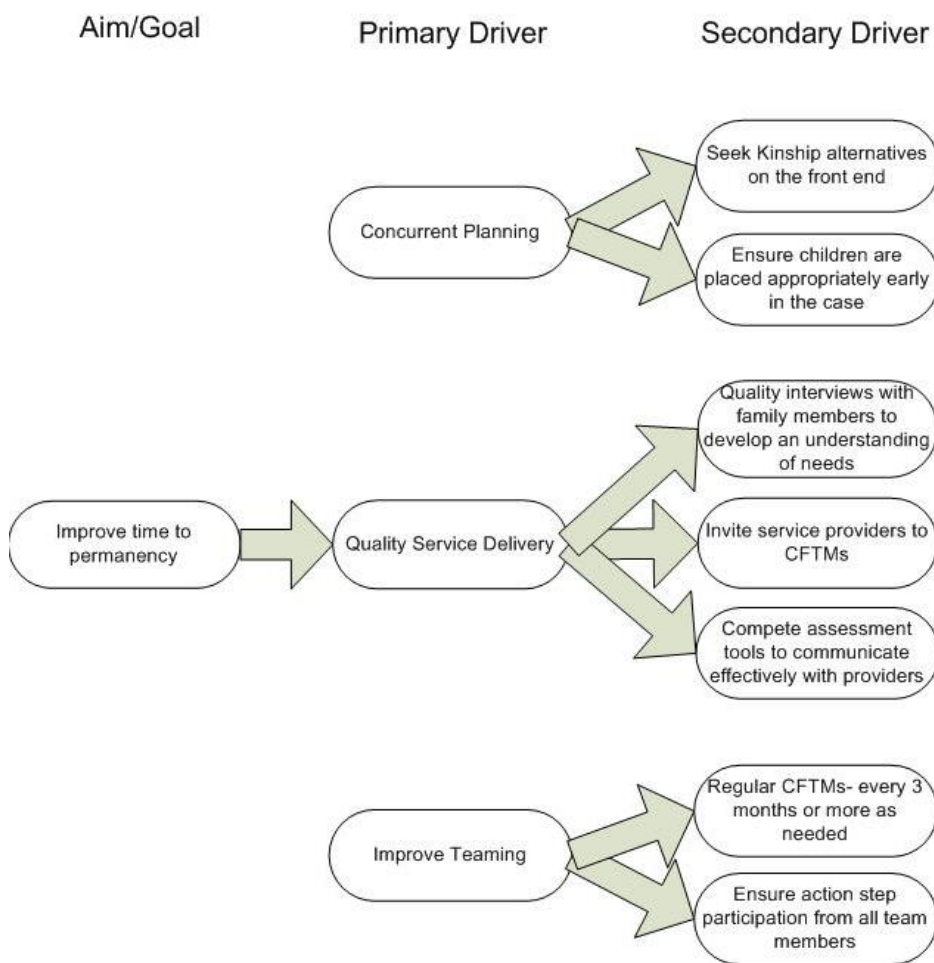 Aim/Goal
Primary Driver
Secondary Driver
Seek Kinship alternatives
on the front end
Concurrent Planning
Ensure children are
placed appropriately early
in the case
Quality interviews with
family members to
develop an understanding
of needs
Improve time to
permanency
Quality Service Delivery
Invite service providers to
CFTMs
Compete assessment
tools to communicate
effectively with providers
Regular CFTMs- every 3
months or more as
needed
Improve Teaming
Ensure action step
participation from all team
members